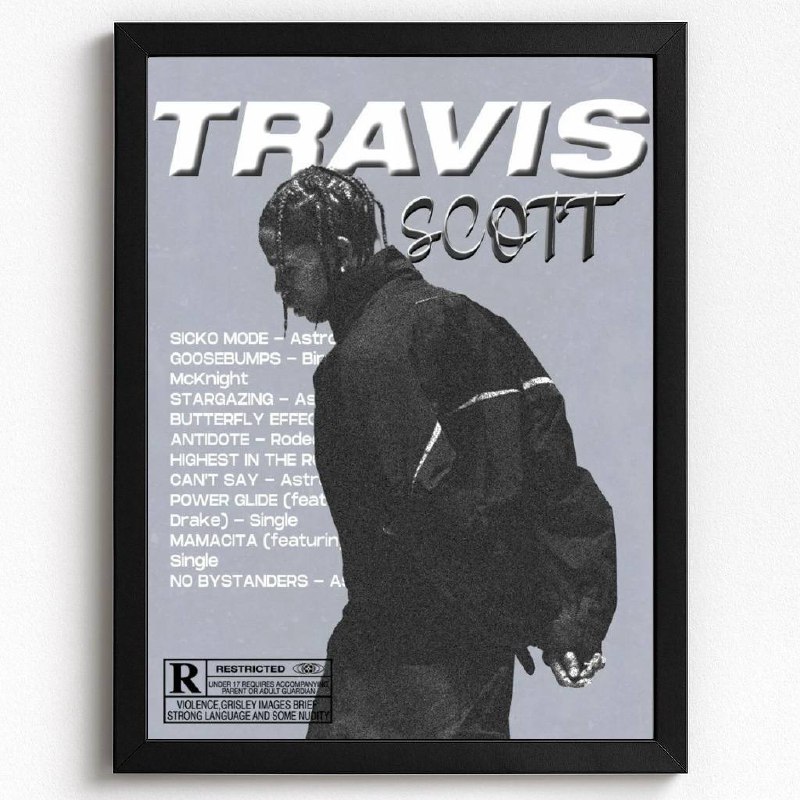 TRAVIS
SCOTT
SICKO MODE – Astro
GOOSEBUMPS – Bir
McKnight
STARGAZING – As
BUTTERFLY EFFEC
ANTIDOTE – Rodeo
HIGHEST IN THE RO
CAN'T SAY – Astr
POWER GLIDE (feat
Drake) – Single
MAMACITA (featurin
Single
NO BYSTANDERS – As
R
RESTRICTED
UNDER 17 REQUIRES ACCOMPANYING
PARENT OR ADULT GUARDIAN
VIOLENCE,GRISLEY IMAGES BRIEF
STRONG LANGUAGE AND SOME NUDITY